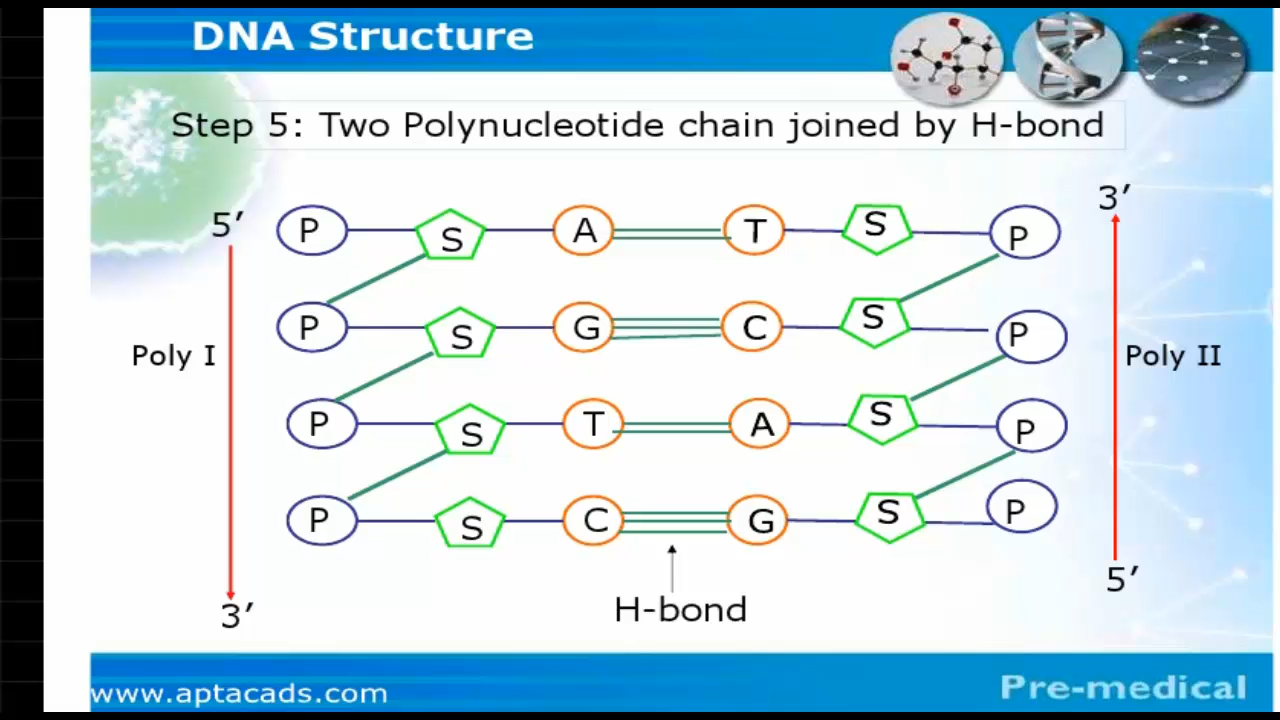 DNA Structure
Step 5: Two Polynucleotide chain joined by H-bond
5′ P S A T S P 3′
P S G C S P
Poly I Poly II
P S T A S P
P S C G S P
3′ H-bond 5′
www.aptacads.com Pre-medical